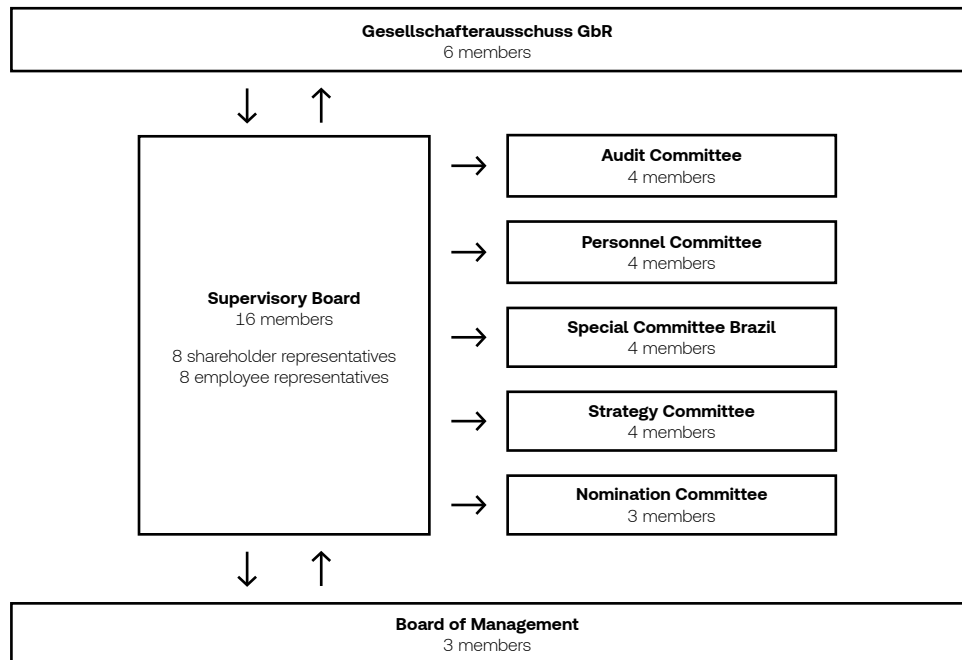 Gesellschafterausschuss GbR
6 members
Supervisory Board
16 members
8 shareholder representatives
8 employee representatives
Audit Committee
4 members
Personnel Committee
4 members
Special Committee Brazil
4 members
Strategy Committee
4 members
Nomination Committee
3 members
Board of Management
3 members